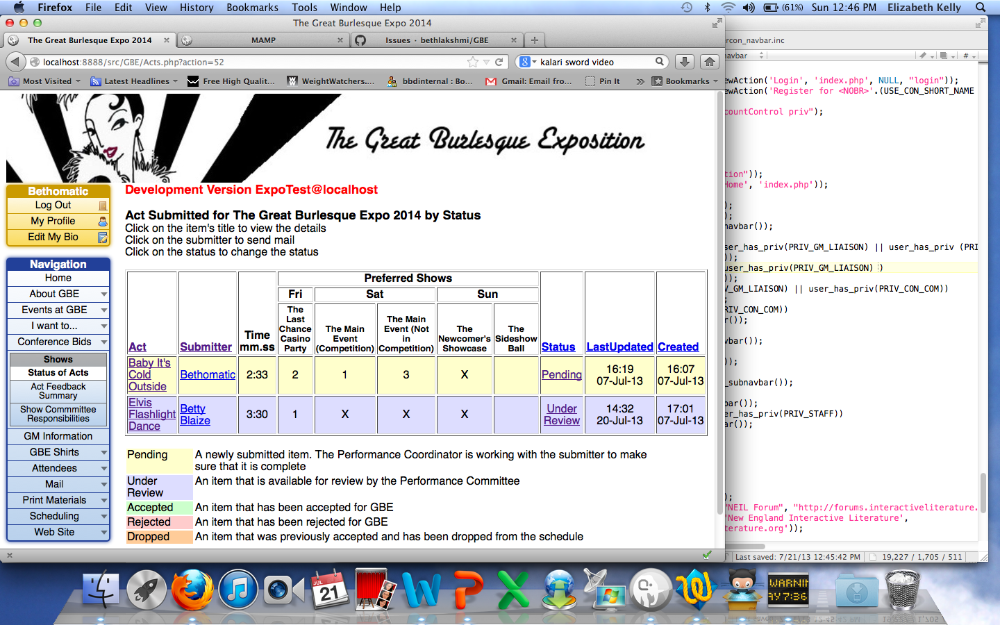 Firefox File Edit View History Bookmarks Tools Window Help (61%) Sun 12:46 PM Elizabeth Kelly
The Great Burlesque Expo 2014
The Great Burlesque Expo 2014 MAMP Issues · bethlakshmi/GBE
localhost:8888/src/GBE/Acts.php?action=52 kalari sword video
Most Visited Latest Headlines Free High Qualit... WeightWatchers.... bbdinternal : Bo... Gmail: Email fro... Pin It » Bookmarks
The Great Burlesque Exposition
Bethomatic
Log Out
My Profile
Edit My Bio
Navigation
Home
About GBE
Events at GBE
I want to...
Conference Bids
Shows
Status of Acts
Act Feedback
Summary
Show Commmittee
Responsibilities
GM Information
GBE Shirts
Attendees
Mail
Print Materials
Scheduling
Web Site
Development Version ExpoTest@localhost
Act Submitted for The Great Burlesque Expo 2014 by Status
Click on the item's title to view the details
Click on the submitter to send mail
Click on the status to change the status
Preferred Shows
Fri Sat Sun
Act Submitter Time mm.ss The Last Chance Casino Party The Main Event (Competition) The Main Event (Not in Competition) The Newcomer's Showcase The Sideshow Ball Status LastUpdated Created
Baby It's Cold Outside Bethomatic 2:33 2 1 3 X Pending 16:19 07-Jul-13 16:07 07-Jul-13
Elvis Flashlight Dance Betty Blaize 3:30 1 X X X Under Review 14:32 20-Jul-13 17:01 07-Jul-13
Pending A newly submitted item. The Performance Coordinator is working with the submitter to make
sure that it is complete
Under Review An item that is available for review by the Performance Committee
Accepted An item that has been accepted for GBE
Rejected An item that has been rejected for GBE
Dropped An item that was previously accepted and has been dropped from the schedule
rcon_navbar.inc
navbar #
ewAction('Login', 'index.php', NULL, "login"));
ewAction('Register for <NOBR>'.(USE_CON_SHORT_NAME
countControl priv");
tion"));
Home', 'index.php'));
);
);
navbar());
user_has_priv(PRIV_GM_LIAISON) || user_has_priv (PRI
));
user_has_priv(PRIV_GM_LIAISON) )
));
V_GM_LIAISON) || user_has_priv(PRIV_CON_COM))
;
PRIV_CON_COM))
ar());
vbar());
));
_subnavbar());
bar());
er_has_priv(PRIV_STAFF))
ar());
);
"NEIL Forum", "http://forums.interactiveliterature.
'New England Interactive Literature',
terature.org'));
Last saved: 7/21/13 12:45:42 PM 19,227 / 1,705 / 511
JUL
21
WARNIN
AY 7:36